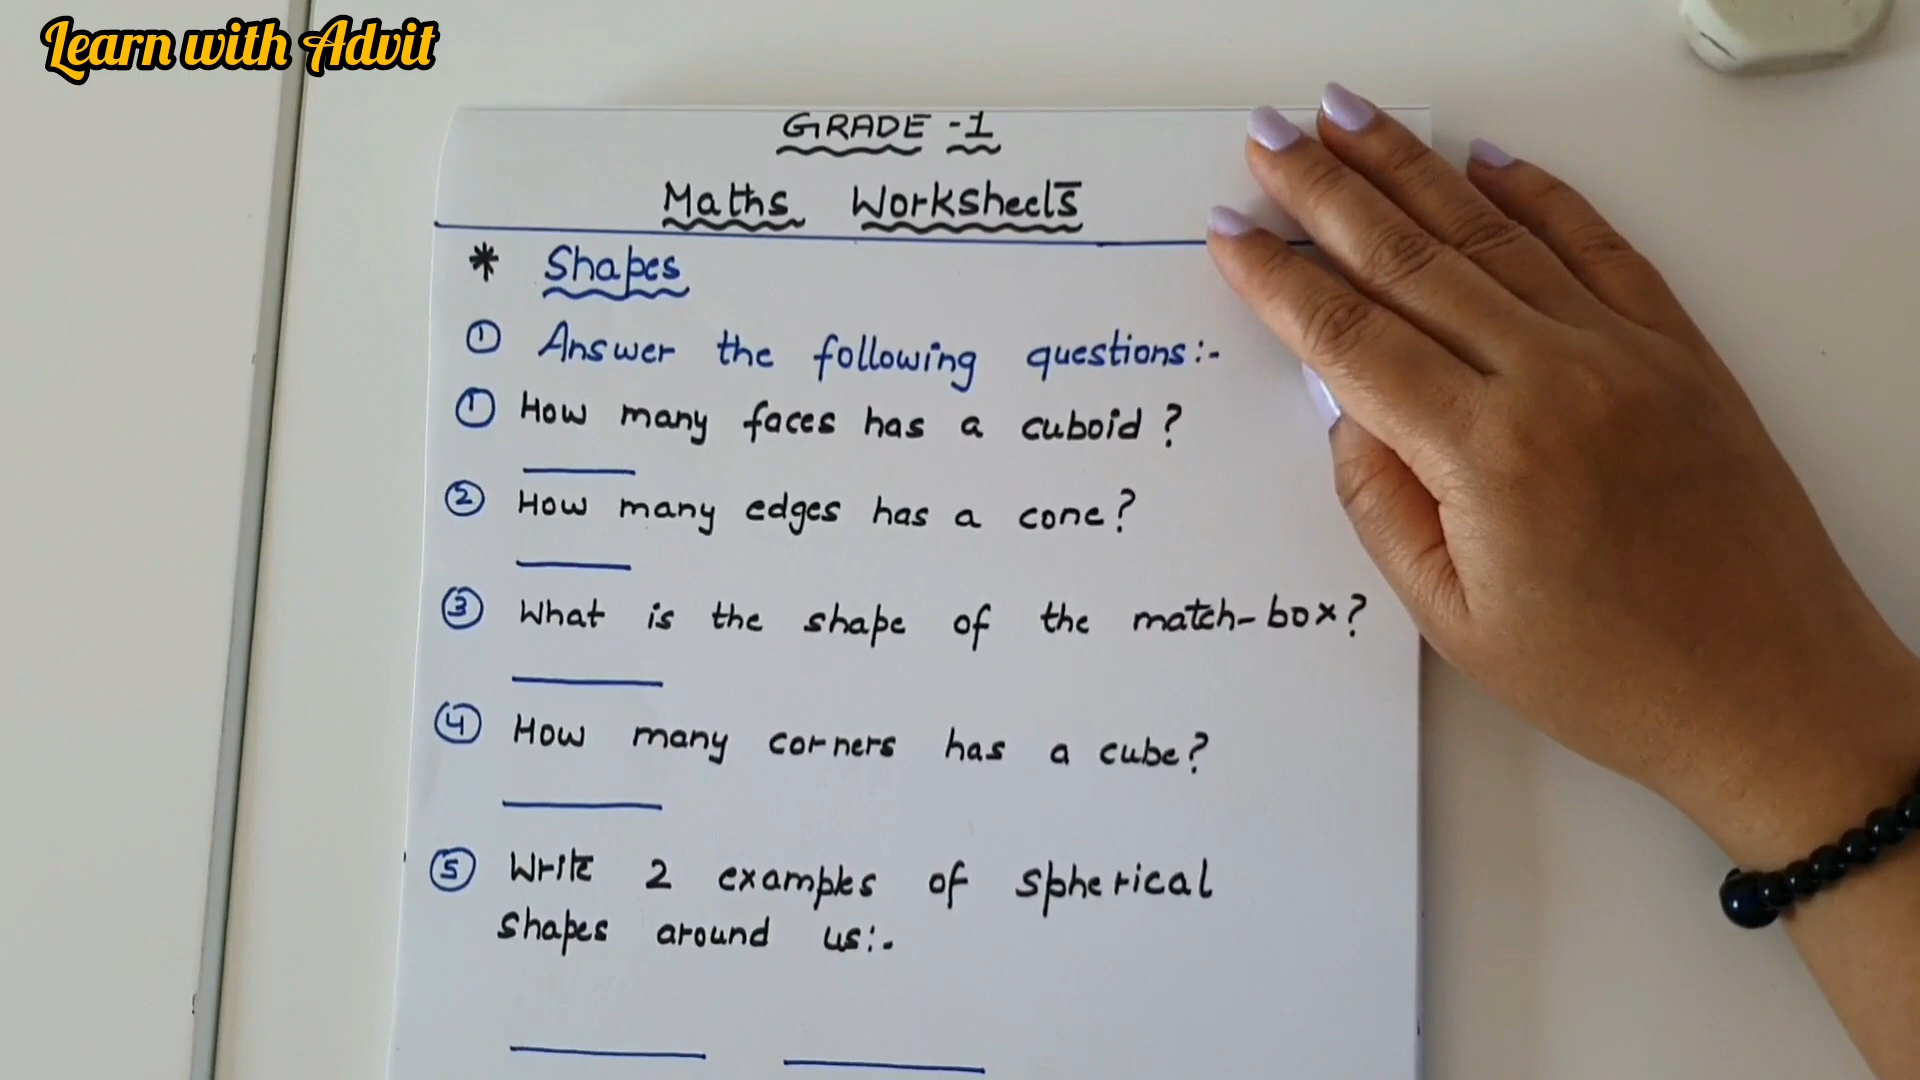 Learn with Advit
GRADE -1
Maths Worksheets
* Shapes
① Answer the following questions:-
① How many faces has a cuboid?
② How many edges has a cone?
③ What is the shape of the match-box?
④ How many corners has a cube?
⑤ Write 2 examples of spherical
shapes around us:-